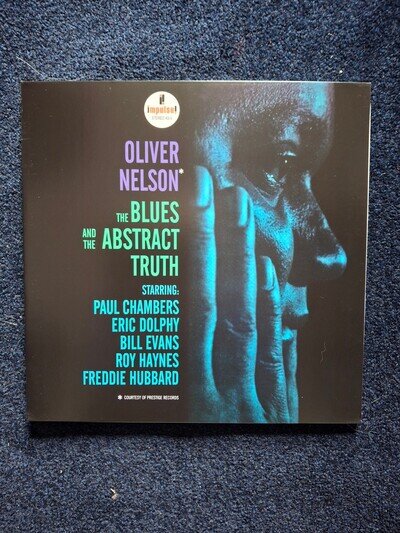 impulse!
OLIVER
NELSON*
THE BLUES
AND THE ABSTRACT
TRUTH
STARRING:
PAUL CHAMBERS
ERIC DOLPHY
BILL EVANS
ROY HAYNES
FREDDIE HUBBARD
* COURTESY OF PRESTIGE RECORDS